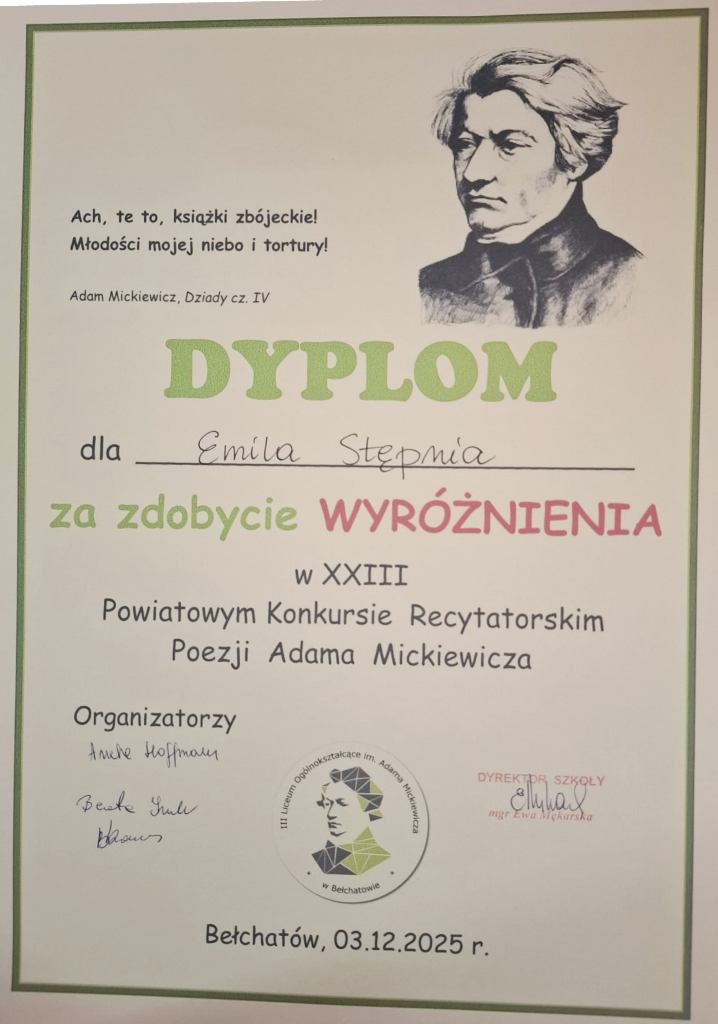 Ach, te to, książki zbójeckie!
Młodości mojej niebo i tortury!
Adam Mickiewicz, Dziady cz. IV
DYPLOM
dla Emila Stępnia
za zdobycie WYRÓŻNIENIA
w XXIII
Powiatowym Konkursie Recytatorskim
Poezji Adama Mickiewicza
Organizatorzy
III Liceum Ogólnokształcące im. Adama Mickiewicza
w Bełchatowie
DYREKTOR SZKOŁY
mgr Ewa Mękarska
Bełchatów, 03.12.2025 r.